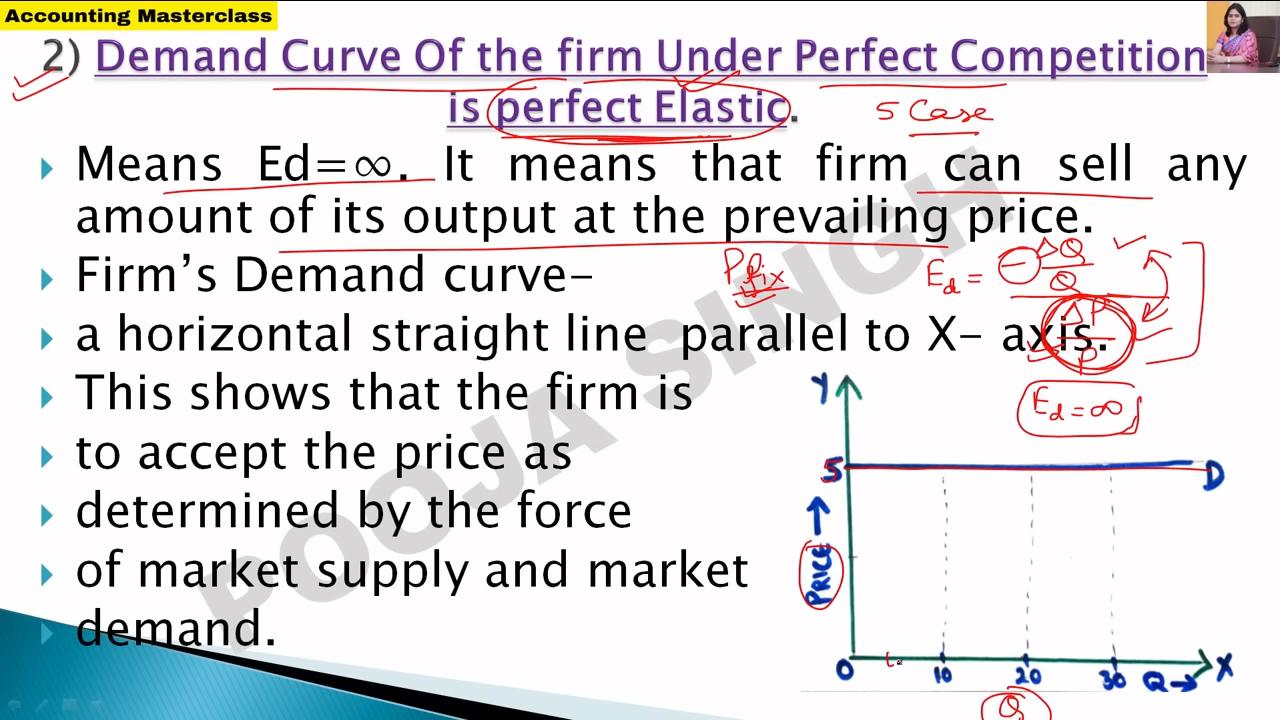 Accounting Masterclass
2) Demand Curve Of the firm Under Perfect Competition
is perfect Elastic.
5 Case
Means Ed=∞. It means that firm can sell any
amount of its output at the prevailing price.
Firm’s Demand curve-
P fix
Ed = - ΔQ/Q
ΔP/P
a horizontal straight line parallel to X- axis.
This shows that the firm is
Ed = ∞
to accept the price as
determined by the force
of market supply and market
demand.
POOJA SINGH
Y
5
D
PRICE →
0 10 20 30 Q → X
Q